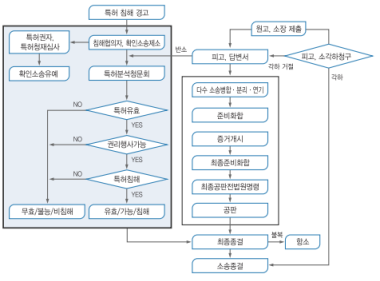 특허 침해 경고
원고, 소장 제출
특허권자,
특허청재심사
침해혐의자, 확인소송제소
반소
피고, 답변서
피고, 소각하청구
각하 거절
각하
확인소송유예
특허분석청문회
다수 소송병합·분리·연기
특허유효
NO
YES
준비회합
증거개시
권리행사가능
NO
YES
최종준비회합
특허침해
NO
YES
최종공판전법원명령
공판
무효/불능/비침해
유효/가능/침해
최종종결
불복
항소
소송종결